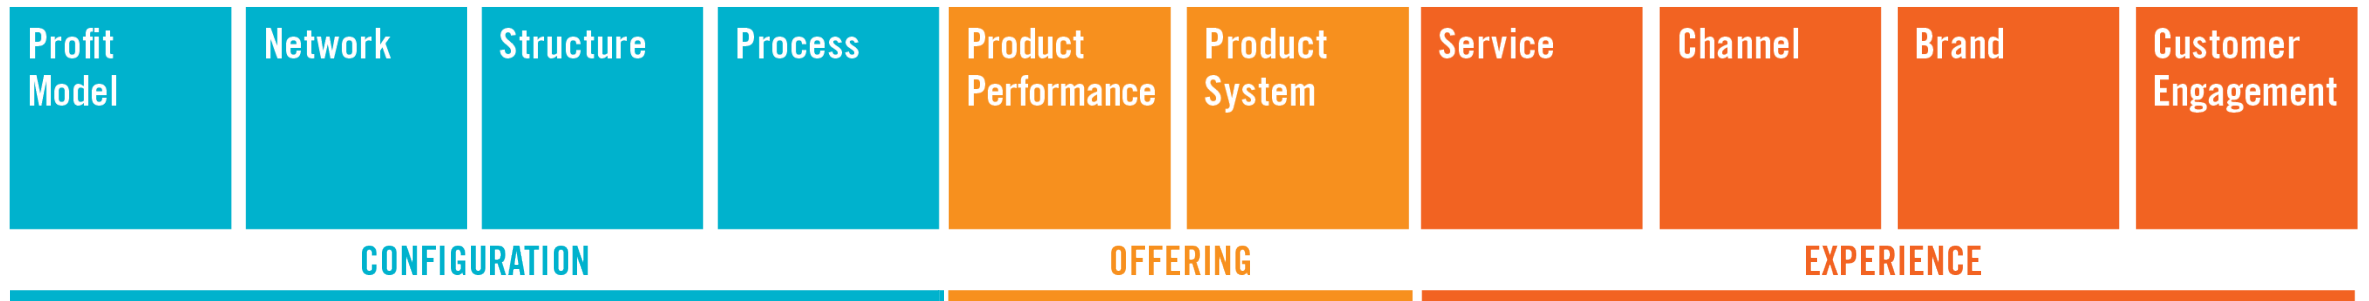 Profit
Model
Network
Structure
Process
Product
Performance
Product
System
Service
Channel
Brand
Customer
Engagement
CONFIGURATION
OFFERING
EXPERIENCE